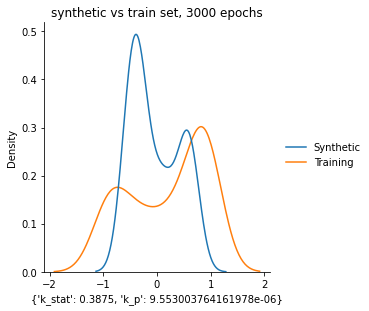 synthetic vs train set, 3000 epochs
0.5
0.4
0.3
0.2
0.1
0.0
Density
Synthetic
Training
−2 −1 0 1 2
{'k_stat': 0.3875, 'k_p': 9.553003764161978e-06}